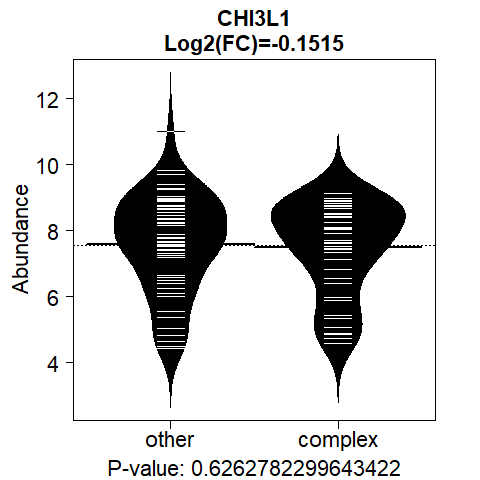 CHI3L1
Log2(FC)=-0.1515
Abundance
12
10
8
6
4
other complex
P-value: 0.6262782299643422